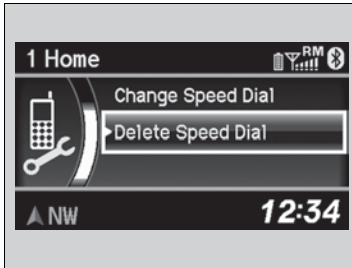 1 Home
RM
Change Speed Dial
Delete Speed Dial
NW
12:34